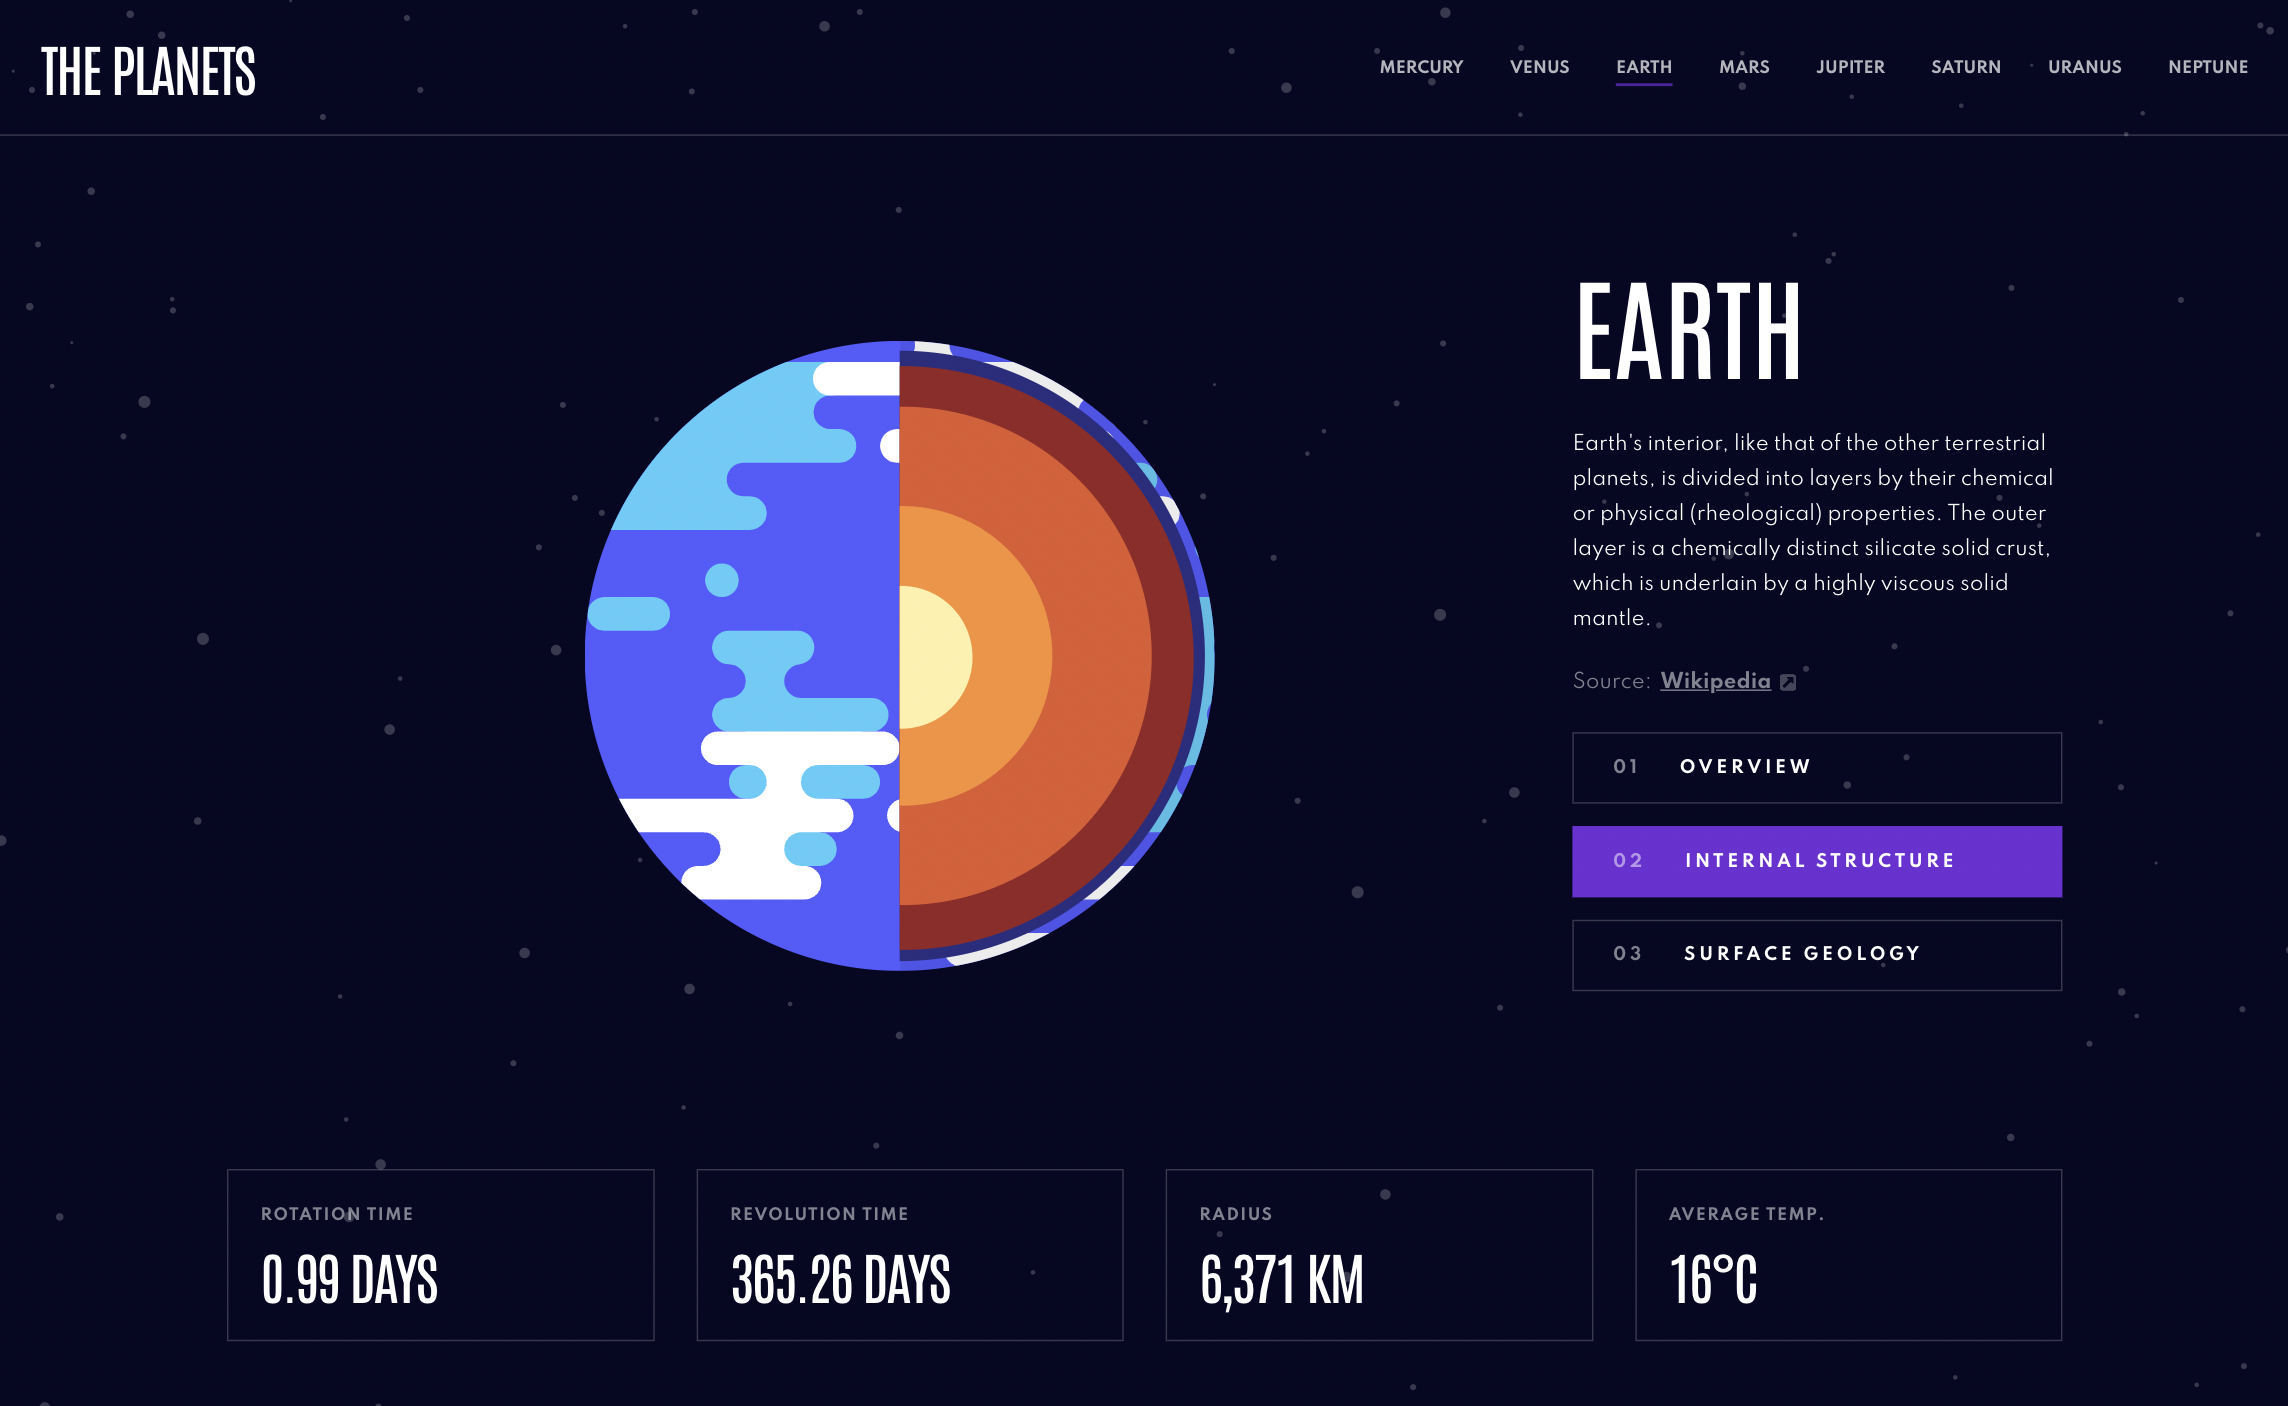 THE PLANETS
MERCURY VENUS EARTH MARS JUPITER SATURN URANUS NEPTUNE
EARTH
Earth's interior, like that of the other terrestrial
planets, is divided into layers by their chemical
or physical (rheological) properties. The outer
layer is a chemically distinct silicate solid crust,
which is underlain by a highly viscous solid
mantle.
Source: Wikipedia
01 OVERVIEW
02 INTERNAL STRUCTURE
03 SURFACE GEOLOGY
ROTATION TIME
0.99 DAYS
REVOLUTION TIME
365.26 DAYS
RADIUS
6,371 KM
AVERAGE TEMP.
16°C